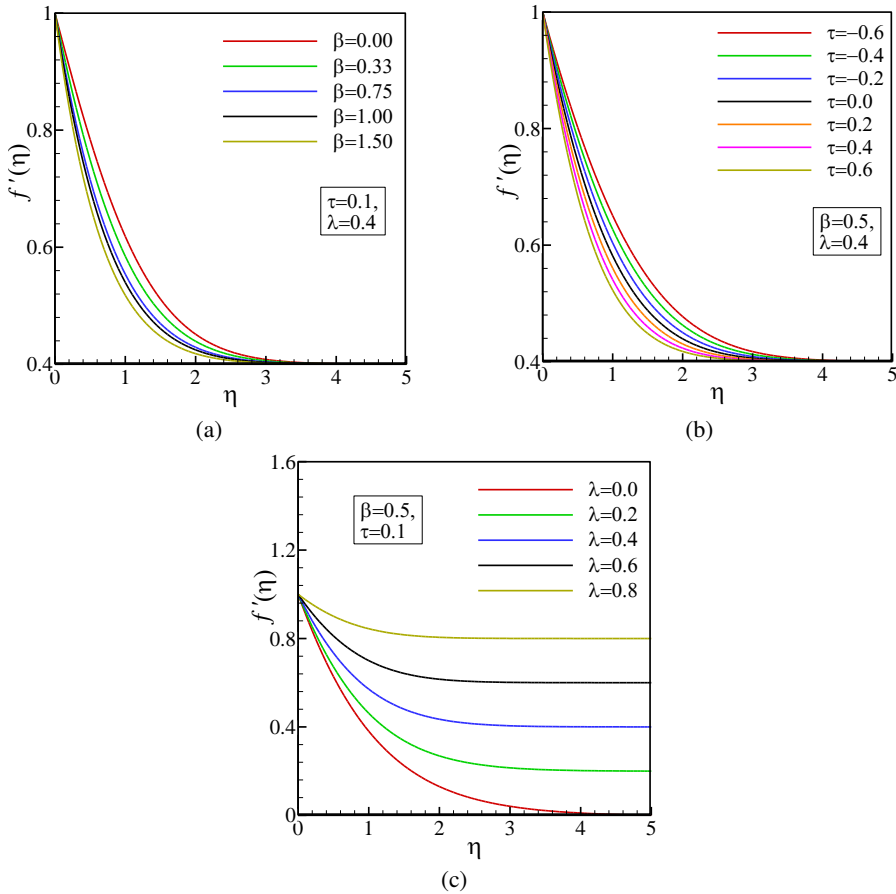 1
0.8
0.6
0.4
0
1
2
3
4
5
f '(η)
η
β=0.00
β=0.33
β=0.75
β=1.00
β=1.50
τ=0.1,
λ=0.4
(a)
1
0.8
0.6
0.4
0
1
2
3
4
5
f '(η)
η
τ=−0.6
τ=−0.4
τ=−0.2
τ=0.0
τ=0.2
τ=0.4
τ=0.6
β=0.5,
λ=0.4
(b)
1.6
1.2
0.8
0.4
0
0
1
2
3
4
5
f '(η)
η
β=0.5,
τ=0.1
λ=0.0
λ=0.2
λ=0.4
λ=0.6
λ=0.8
(c)